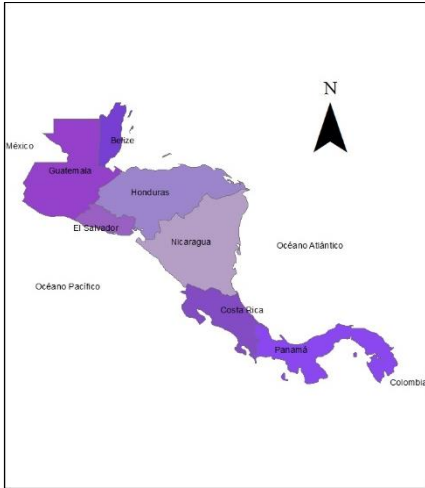 N
Belize
México
Guatemala
Honduras
El Salvador
Nicaragua
Océano Atlántico
Océano Pacífico
Costa Rica
Panamá
Colombia